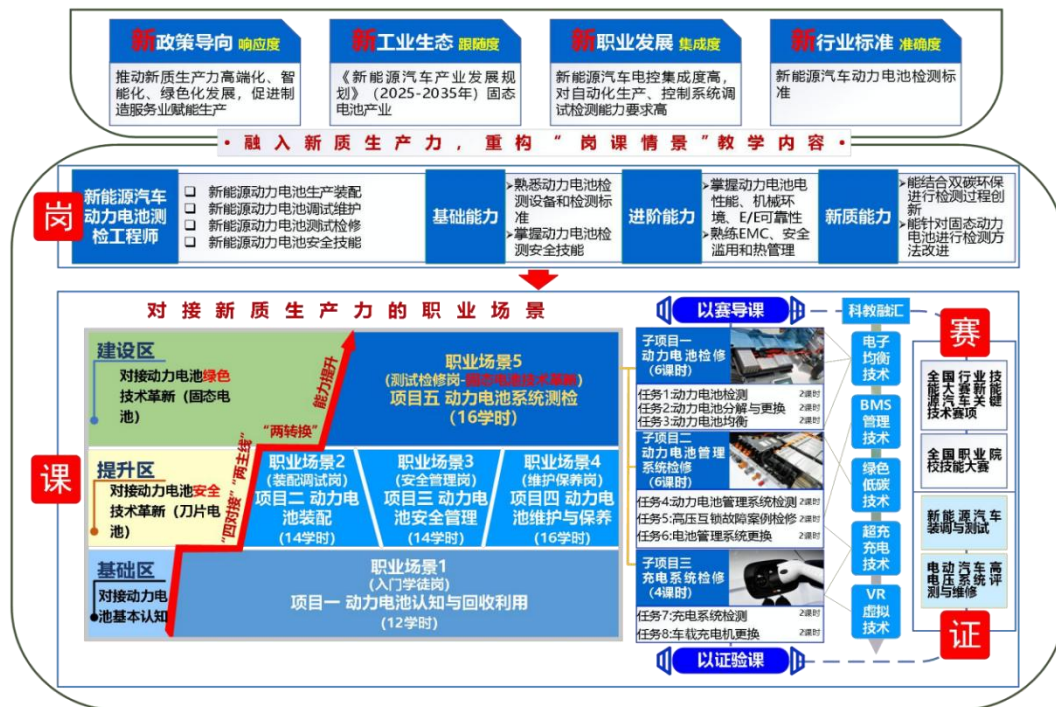 新政策导向 响应度
推动新质生产力高端化、智
能化、绿色化发展，促进制
造服务业赋能生产
新工业生态 跟随度
《新能源汽车产业发展规
划》（2025-2035年）固态
电池产业
新职业发展 集成度
新能源汽车电控集成度高，
对自动化生产、控制系统调
试检测能力要求高
新行业标准 准确度
新能源汽车动力电池检测标
准
·融入新质生产力，重构“岗课情景”教学内容·
岗
新能源汽车
动力电池测
检工程师
□ 新能源动力电池生产装配
□ 新能源动力电池调试维护
□ 新能源动力电池测试检修
□ 新能源动力电池安全技能
基础能力
➢熟悉动力电池检
测设备和检测标
准
➢掌握动力电池检
测安全技能
进阶能力
➢掌握动力电池电
性能、机械环
境、E/E可靠性
➢熟练EMC、安全
滥用和热管理
新质能力
➢能结合双碳环保
进行检测过程创
新
➢能针对固态动力
电池进行检测方
法改进
课
对接新质生产力的职业场景
建设区
●对接动力电池绿色
技术革新（固态电
池）
提升区
●对接动力电池安全
技术革新（刀片电
池）
基础区
对接动力电
●池基本认知
“四对接”“两主线”
“两转换”
能力提升
职业场景5
(测试检修岗-固态电池技术革新)
项目五 动力电池系统测检
(16学时)
职业场景2
(装配调试岗)
项目二 动力电
池装配
(14学时)
职业场景3
(安全管理岗)
项目三 动力电
池安全管理
(14学时)
职业场景4
(维护保养岗)
项目四 动力电
池维护与保养
(16学时)
职业场景1
(入门学徒岗)
项目一 动力电池认知与回收利用
(12学时)
以赛导课
子项目一
动力电池检修
(6课时)
任务1:动力电池检测 2课时
任务2:动力电池分解与更换 2课时
任务3:动力电池均衡 2课时
子项目二
动力电池管理
系统检修
(6课时)
任务4:动力电池管理系统检测 2课时
任务5:高压互锁故障案例检修 2课时
任务6:电池管理系统更换 2课时
子项目三
充电系统检修
(4课时)
任务7:充电系统检测 2课时
任务8:车载充电机更换 2课时
以证验课
科教融汇
电子
均衡
技术
BMS
管理
技术
绿色
低碳
技术
超充
充电
技术
VR
虚拟
技术
赛
全国行业技
能大赛新能
源汽车关键
技术赛项
全国职业院
校技能大赛
新能源汽车
装调与测试
电动汽车高
电压系统评
测与维修
证